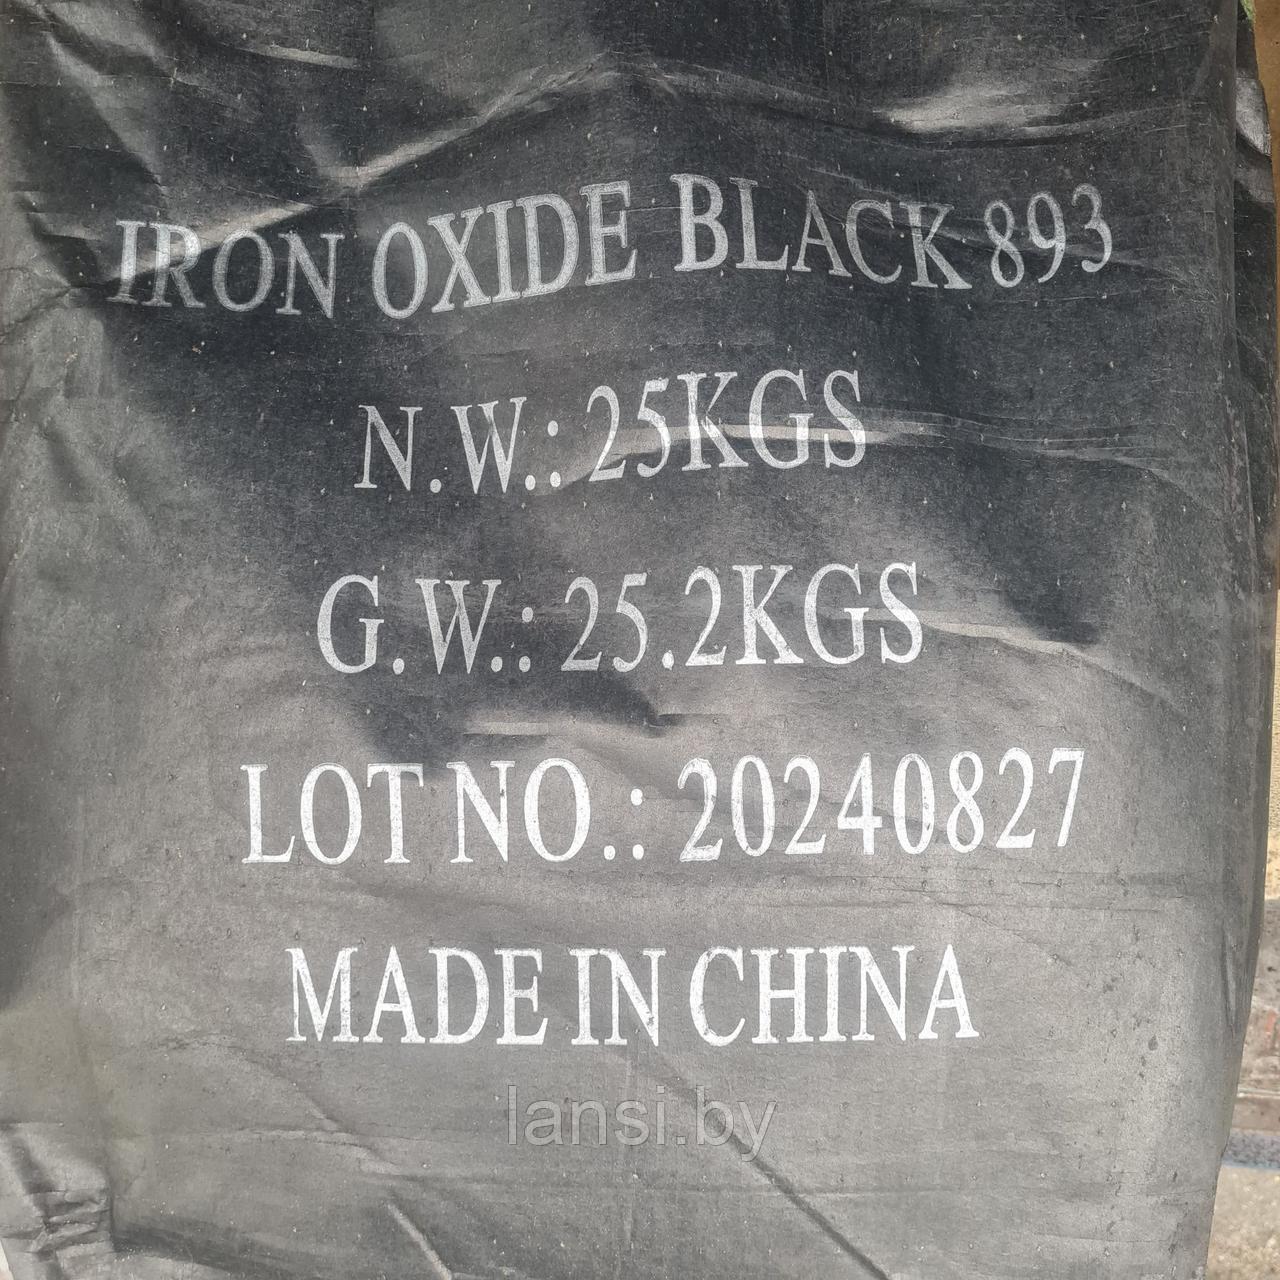 IRON OXIDE BLACK 893
N.W.: 25KGS
G.W.: 25.2KGS
LOT NO.: 20240827
MADE IN CHINA
lansi.by